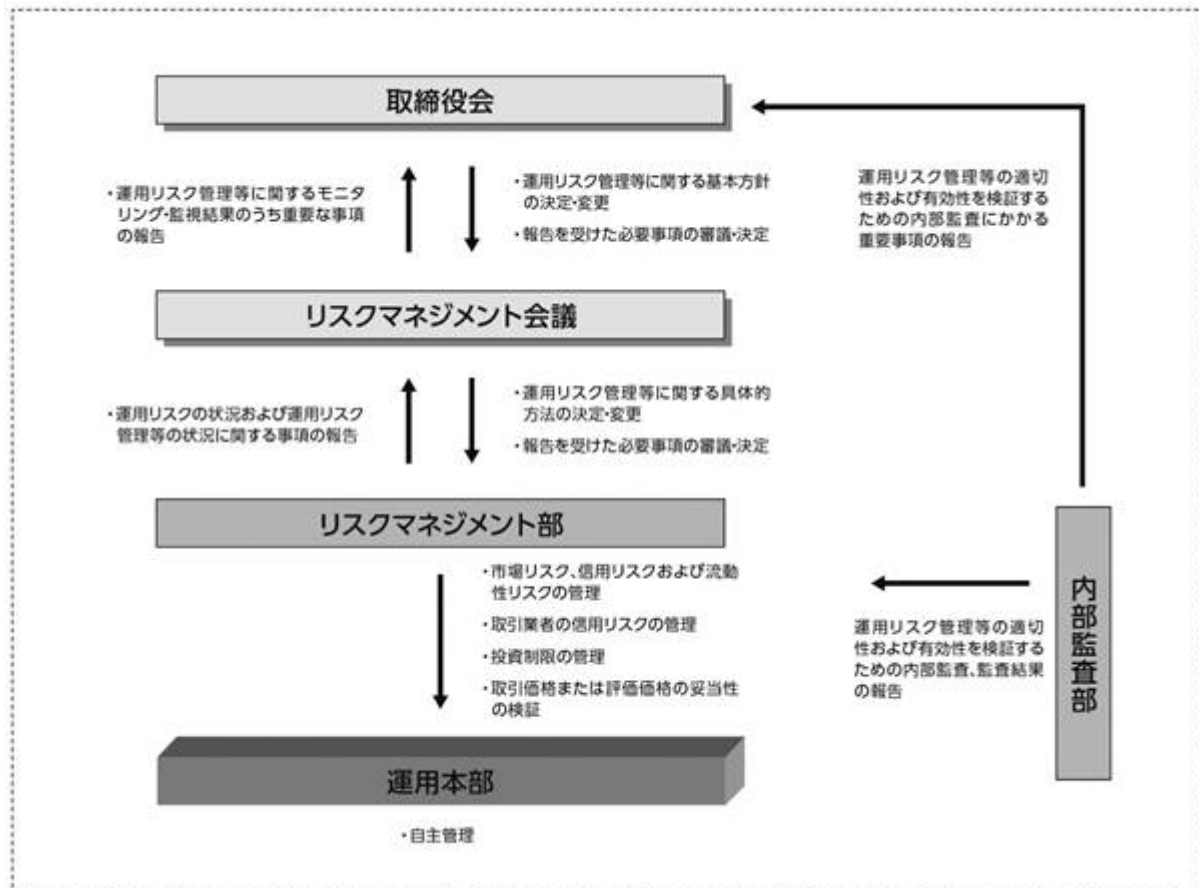 取締役会
・運用リスク管理等に関するモニタ
リング・監視結果のうち重要な事項
の報告
・運用リスク管理等に関する基本方針
の決定・変更
・報告を受けた必要事項の審議・決定
運用リスク管理等の適切
性および有効性を検証する
ための内部監査にかかる
重要事項の報告
リスクマネジメント会議
・運用リスクの状況および運用リスク
管理等の状況に関する事項の報告
・運用リスク管理等に関する具体的
方法の決定・変更
・報告を受けた必要事項の審議・決定
リスクマネジメント部
・市場リスク、信用リスクおよび流動
性リスクの管理
・取引業者の信用リスクの管理
・投資制限の管理
・取引価格または評価価格の妥当性
の検証
運用リスク管理等の適切
性および有効性を検証する
ための内部監査、監査結果
の報告
内部監査部
運用本部
・自主管理